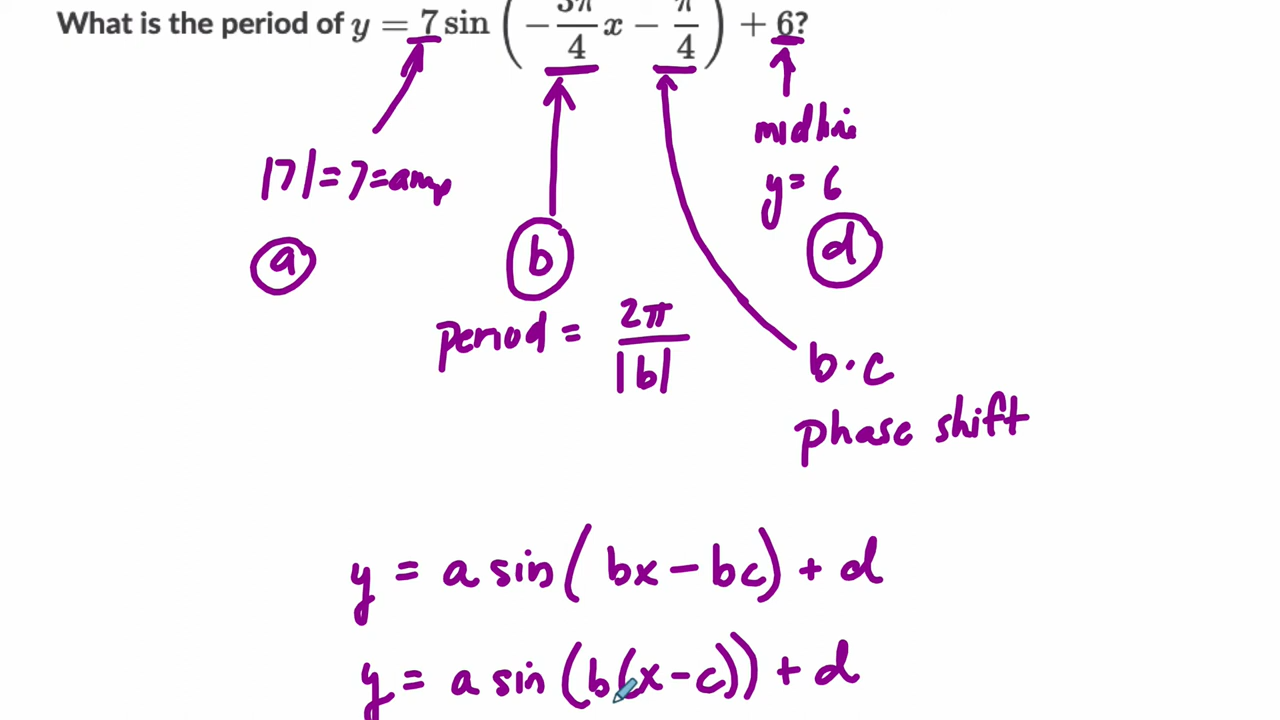 What is the period of y = 7 sin (−3π/4 x − π/4) + 6?
midline
|7| = 7 = amp
y = 6
a
b
d
period = 2π/|b|
b · c
phase shift
y = a sin( bx − bc) + d
y = a sin (b(x − c)) + d